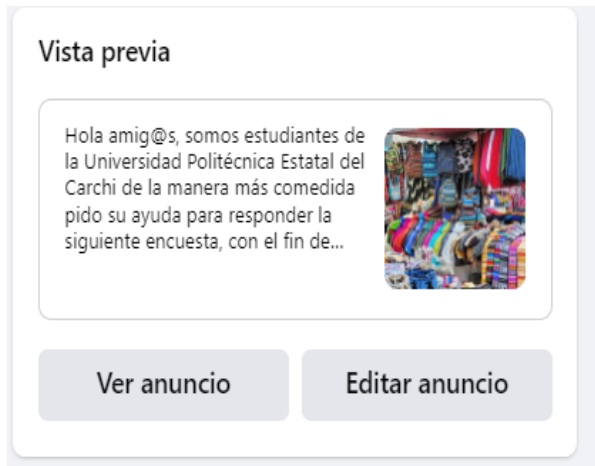 Vista previa
Hola amig@s, somos estudiantes de
la Universidad Politécnica Estatal del
Carchi de la manera más comedida
pido su ayuda para responder la
siguiente encuesta, con el fin de...
Ver anuncio
Editar anuncio